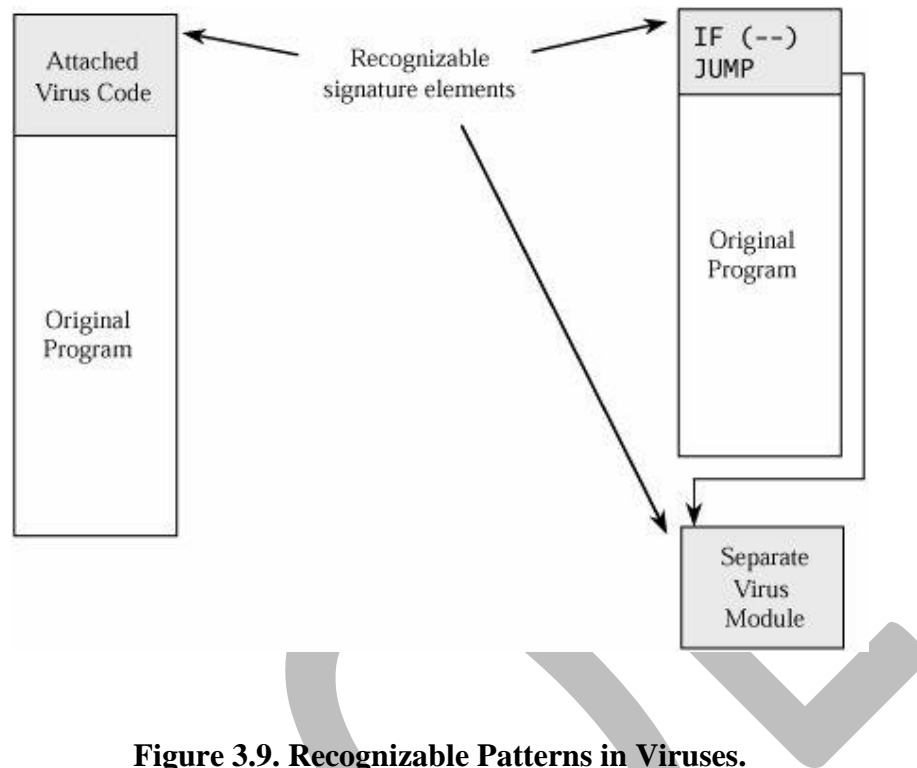 Attached
Virus Code
Original
Program
Recognizable
signature elements
IF (--)
JUMP
Original
Program
Separate
Virus
Module
Figure 3.9. Recognizable Patterns in Viruses.